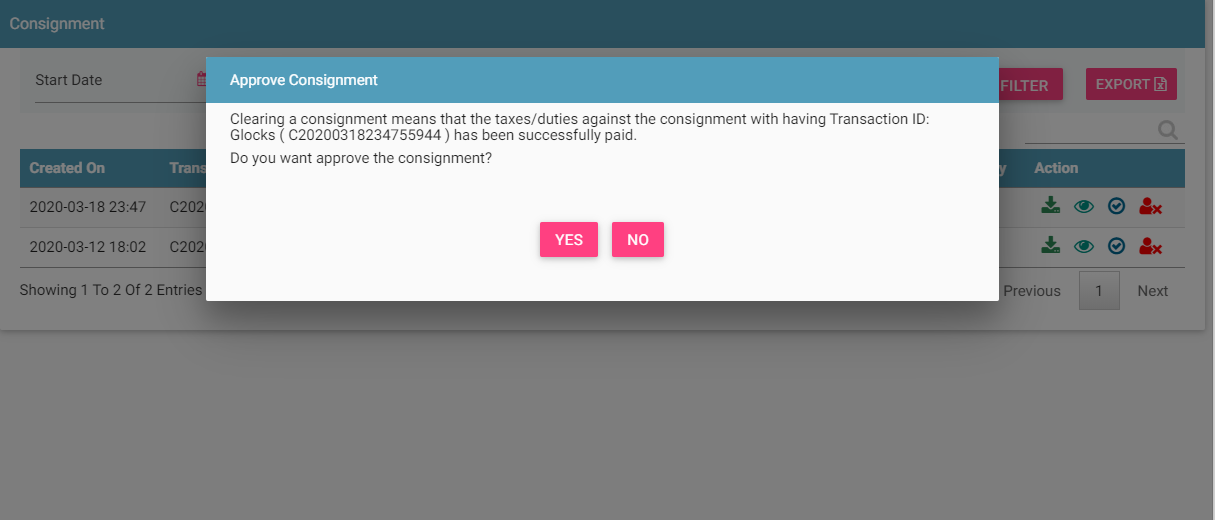 Consignment
Approve Consignment
Start Date
FILTER
EXPORT
Clearing a consignment means that the taxes/duties against the consignment with having Transaction ID:
Glocks ( C20200318234755944 ) has been successfully paid.
Do you want approve the consignment?
Created On Trans y Action
2020-03-18 23:47 C202
2020-03-12 18:02 C202
YES NO
Showing 1 To 2 Of 2 Entries Previous 1 Next